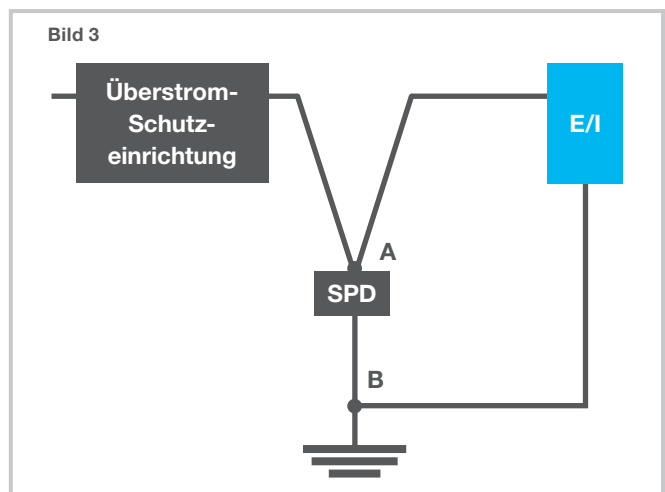 Bild 3
Überstrom-
Schutz-
einrichtung
E/I
A
SPD
B